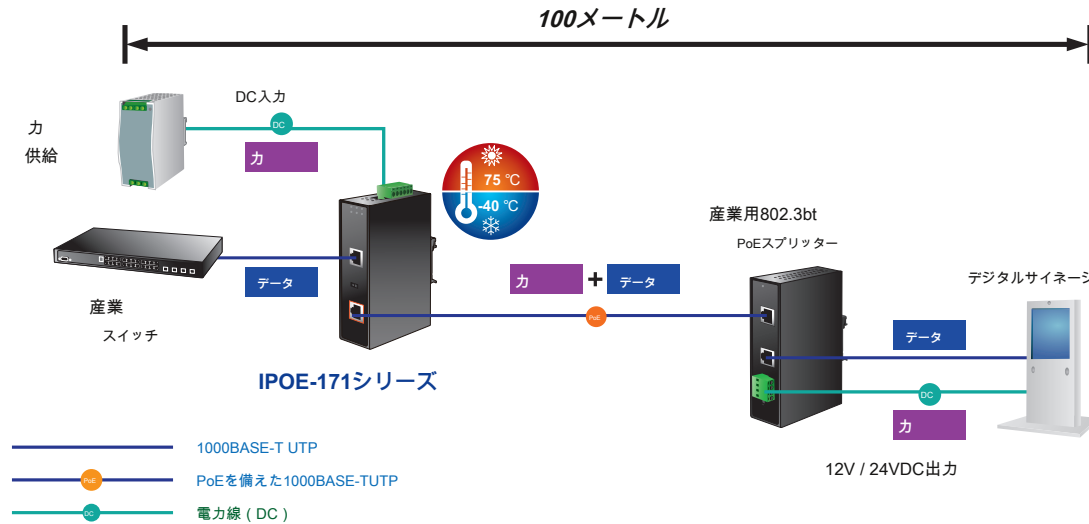 100メートル
DC入力
DC
力
供給
力
75 ℃
-40 ℃
産業用802.3bt
PoEスプリッター
力
+
データ
デジタルサイネージ
データ
産業
スイッチ
PoE
データ
IPOE-171シリーズ
DC
力
12V / 24VDC出力
1000BASE-T UTP
PoE
PoEを備えた1000BASE-TUTP
DC
電力線 ( DC )